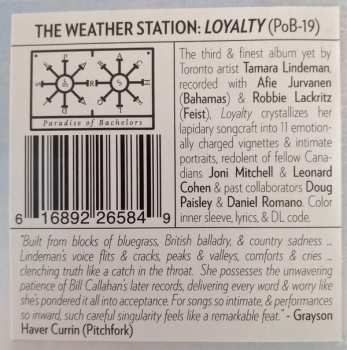 THE WEATHER STATION: LOYALTY (PoB-19)
P A
S R H
O B
Paradise of Bachelors
The third & finest album yet by
Toronto artist Tamara Lindeman,
recorded with Afie Jurvanen
(Bahamas) & Robbie Lackritz
(Feist), Loyalty crystallizes her
lapidary songcraft into 11 emotion-
ally charged vignettes & intimate
portraits, redolent of fellow Cana-
dians Joni Mitchell & Leonard
Cohen & past collaborators Doug
Paisley & Daniel Romano. Color
inner sleeve, lyrics, & DL code.
6 16892 26584 9
"Built from blocks of bluegrass, British balladry, & country sadness ...
Lindeman's voice flits & cracks, peaks & valleys, comforts & cries ...
clenching truth like a catch in the throat. She possesses the unwavering
patience of Bill Callahan's later records, delivering every word & worry like
she's pondered it all into acceptance. For songs so intimate, & performances
so inward, such careful singularity feels like a remarkable feat." - Grayson
Haver Currin (Pitchfork)